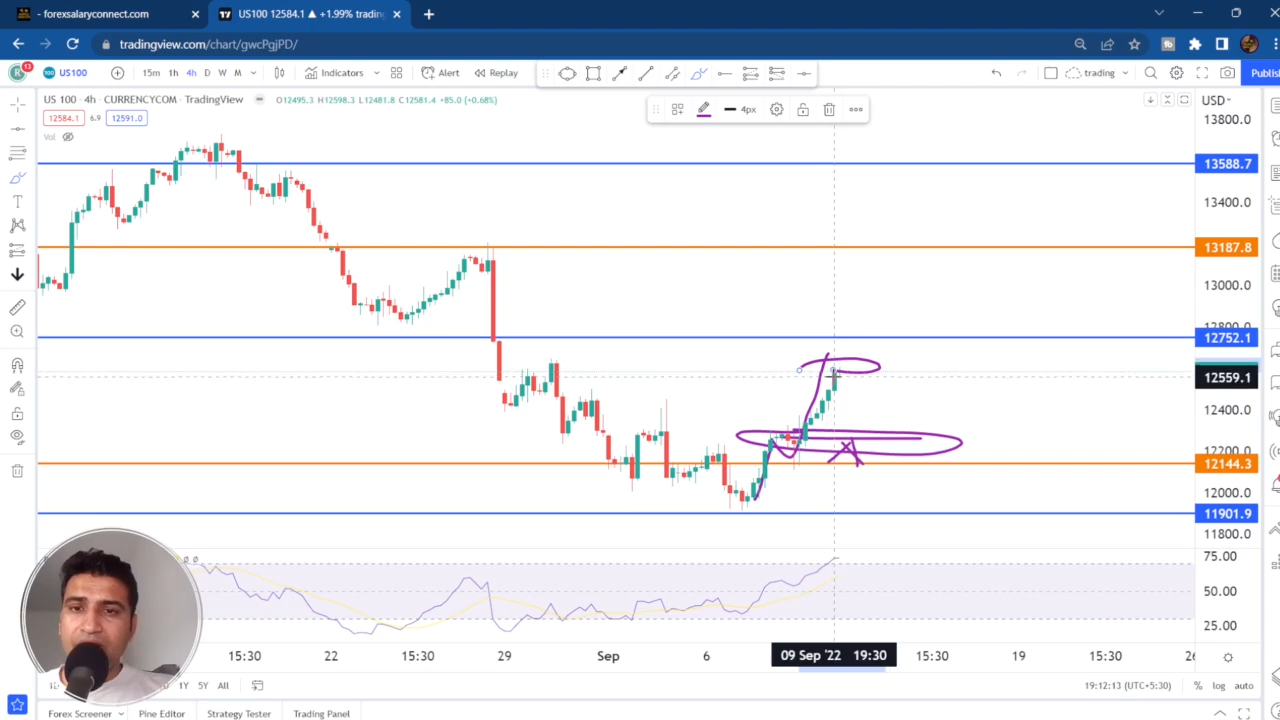 - forexsalaryconnect.com
US100 12584.1 ▲ +1.99% trading
tradingview.com/chart/gwcPgjPD/
R 13
100 US100
15m 1h 4h D W M
Indicators
Alert
Replay
trading
Publis
US 100 · 4h · CURRENCYCOM · TradingView
O12495.3 H12598.3 L12481.8 C12581.4 +85.0 (+0.68%)
USD
4px
12584.1 6.9 12591.0
13800.0
Vol
13588.7
13400.0
13187.8
13000.0
12800.0
12752.1
12559.1
12400.0
12200.0
12144.3
12000.0
11901.9
11800.0
75.00
50.00
25.00
15:30 22 15:30 29 Sep 6 09 Sep '22 19:30 15:30 19 15:30 26
1Y 5Y All
19:12:13 (UTC+5:30) % log auto
Forex Screener Pine Editor Strategy Tester Trading Panel